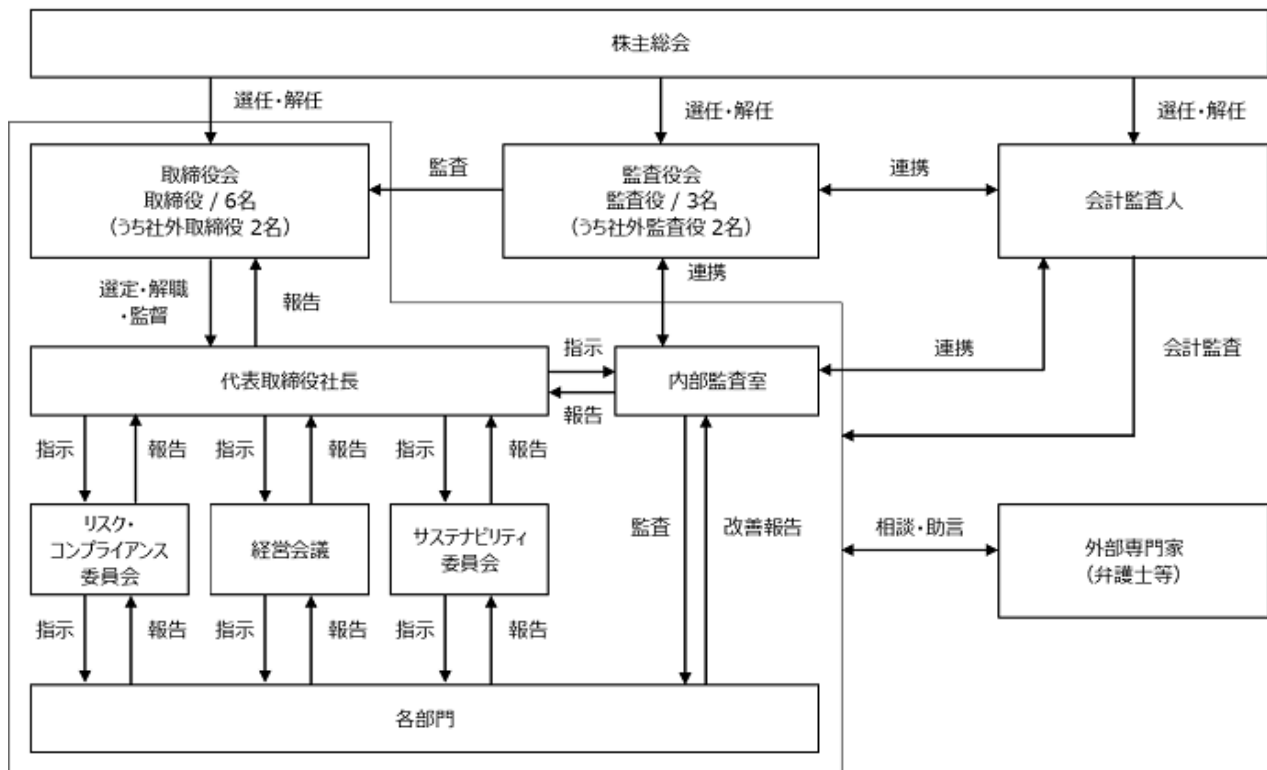 株主総会
選任・解任
選任・解任
選任・解任
取締役会
取締役 / 6名
(うち社外取締役 2名)
監査
監査役会
監査役 / 3名
(うち社外監査役 2名)
連携
会計監査人
選定・解職
・監督
報告
連携
代表取締役社長
指示
報告
内部監査室
連携
会計監査
指示
報告
指示
報告
指示
報告
リスク・
コンプライアンス
委員会
経営会議
サステナビリティ
委員会
監査
改善報告
相談・助言
外部専門家
(弁護士等)
指示
報告
指示
報告
指示
報告
各部門